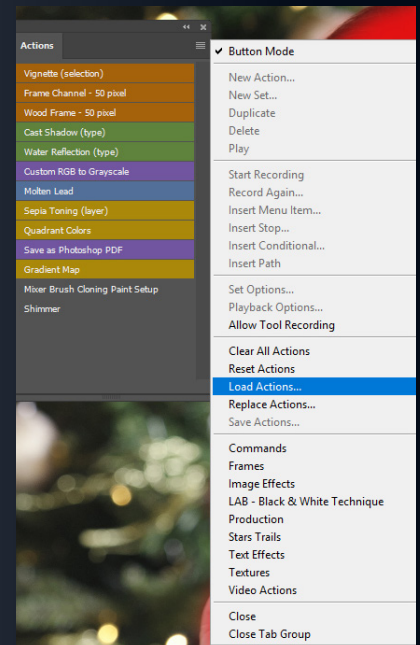 Actions
Vignette (selection)
Frame Channel - 50 pixel
Wood Frame - 50 pixel
Cast Shadow (type)
Water Reflection (type)
Custom RGB to Grayscale
Molten Lead
Sepia Toning (layer)
Quadrant Colors
Save as Photoshop PDF
Gradient Map
Mixer Brush Cloning Paint Setup
Shimmer
Button Mode
New Action...
New Set...
Duplicate
Delete
Play
Start Recording
Record Again...
Insert Menu Item...
Insert Stop...
Insert Conditional...
Insert Path
Set Options...
Playback Options...
Allow Tool Recording
Clear All Actions
Reset Actions
Load Actions...
Replace Actions...
Save Actions...
Commands
Frames
Image Effects
LAB - Black & White Technique
Production
Stars Trails
Text Effects
Textures
Video Actions
Close
Close Tab Group